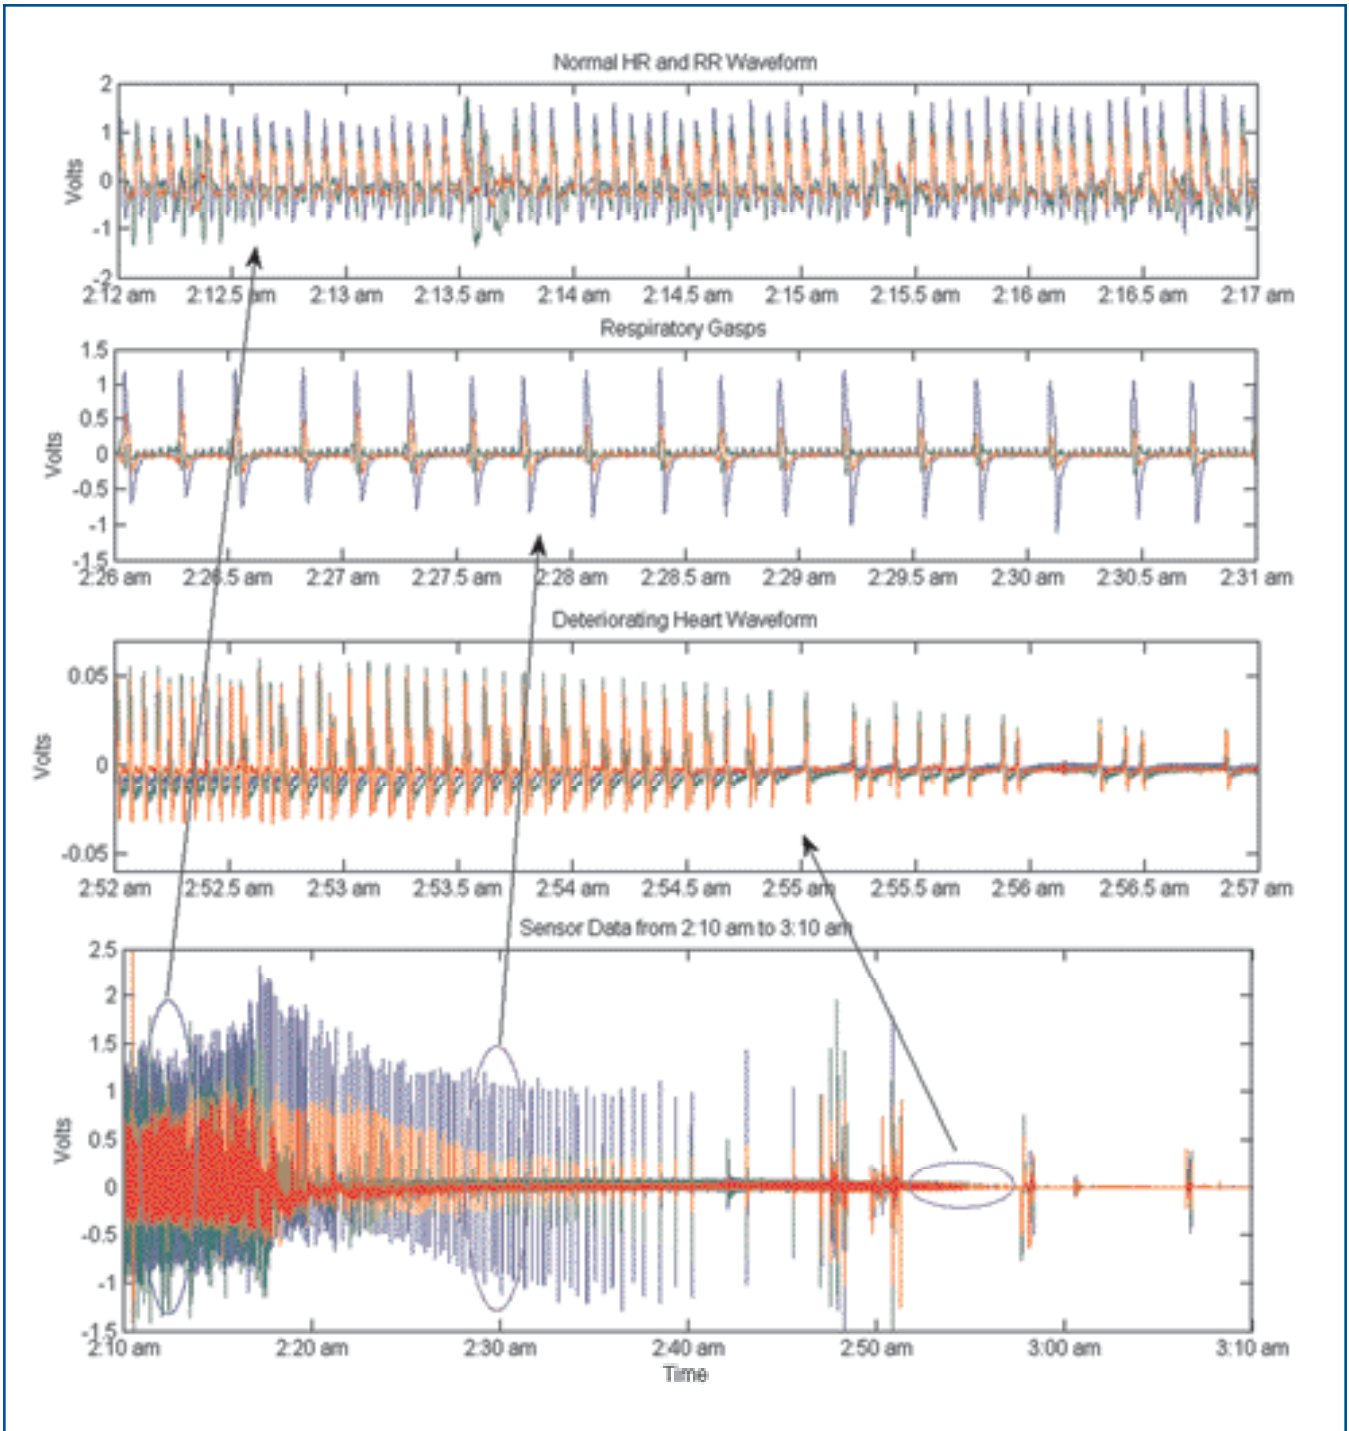 Normal HR and RR Waveform
2
1
0
-1
-2
Volts
2:12 am 2:12.5 am 2:13 am 2:13.5 am 2:14 am 2:14.5 am 2:15 am 2:15.5 am 2:16 am 2:16.5 am 2:17 am
Respiratory Gasps
1.5
1
0.5
0
-0.5
-1
-1.5
Volts
2:26 am 2:26.5 am 2:27 am 2:27.5 am 2:28 am 2:28.5 am 2:29 am 2:29.5 am 2:30 am 2:30.5 am 2:31 am
Deteriorating Heart Waveform
0.05
0
-0.05
Volts
2:52 am 2:52.5 am 2:53 am 2:53.5 am 2:54 am 2:54.5 am 2:55 am 2:55.5 am 2:56 am 2:56.5 am 2:57 am
Sensor Data from 2:10 am to 3:10 am
2.5
2
1.5
1
0.5
0
-0.5
-1
-1.5
Volts
2:10 am 2:20 am 2:30 am 2:40 am 2:50 am 3:00 am 3:10 am
Time